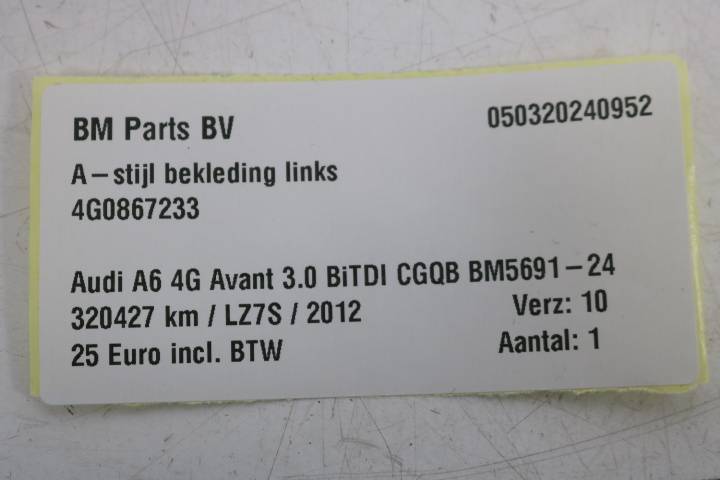 BM Parts BV 050320240952
A-stijl bekleding links
4G0867233
Audi A6 4G Avant 3.0 BiTDI CGQB BM5691-24
320427 km / LZ7S / 2012 Verz: 10
25 Euro incl. BTW Aantal: 1